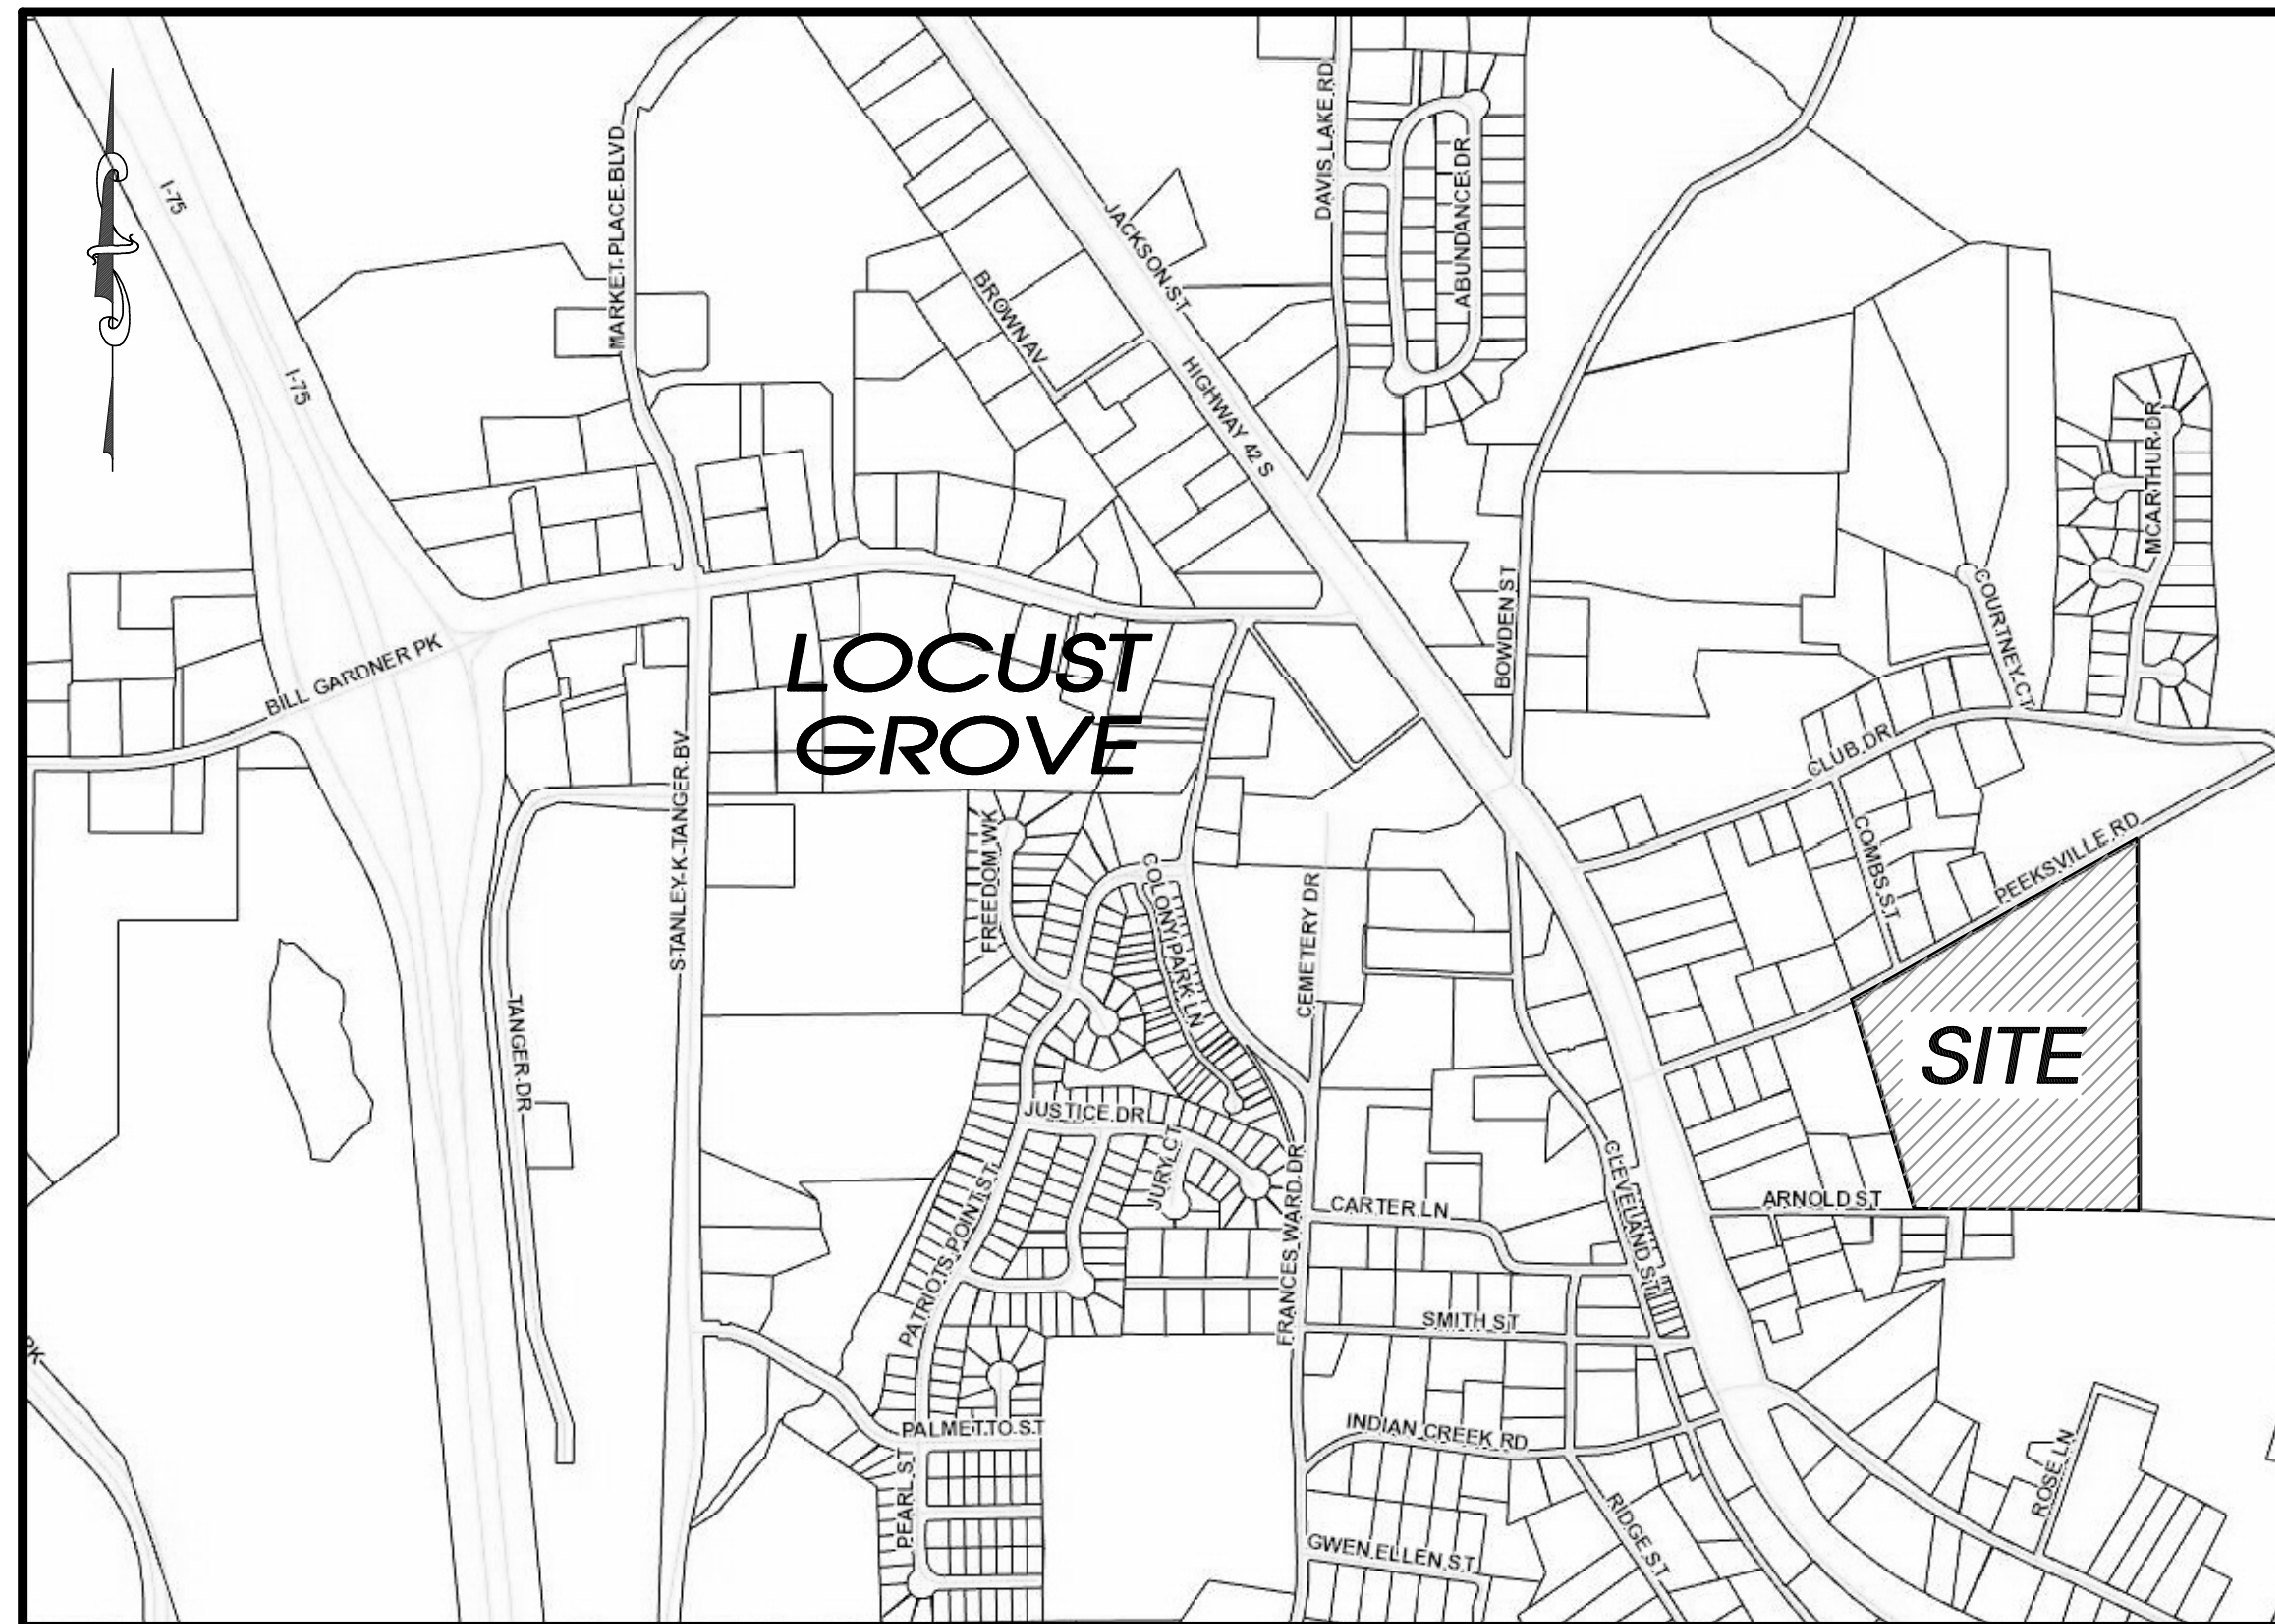 I-75
I-75
MARKET PLACE BLVD
JACKSON ST
BROWN AV
HIGHWAY 42 S
DAVIS LAKE RD
ABUNDANCE DR
MCARTHUR DR
COURTNEY CT
BOWDEN ST
BILL GARDNER PK
LOCUST
GROVE
STANLEY K TANGER BV
CLUB DR
COMBS ST
PEEKSVILLE RD
FREEDOM WK
COLONY PARK LN
CEMETERY DR
TANGER DR
SITE
JUSTICE DR
JURY CT
PATRIOTS POINT ST
FRANCES WARD DR
CARTER LN
CLEVELAND ST
ARNOLD ST
SMITH ST
PK
PALMETTO ST
PEARL ST
INDIAN CREEK RD
RIDGE ST
ROSE LN
GWEN ELLEN ST